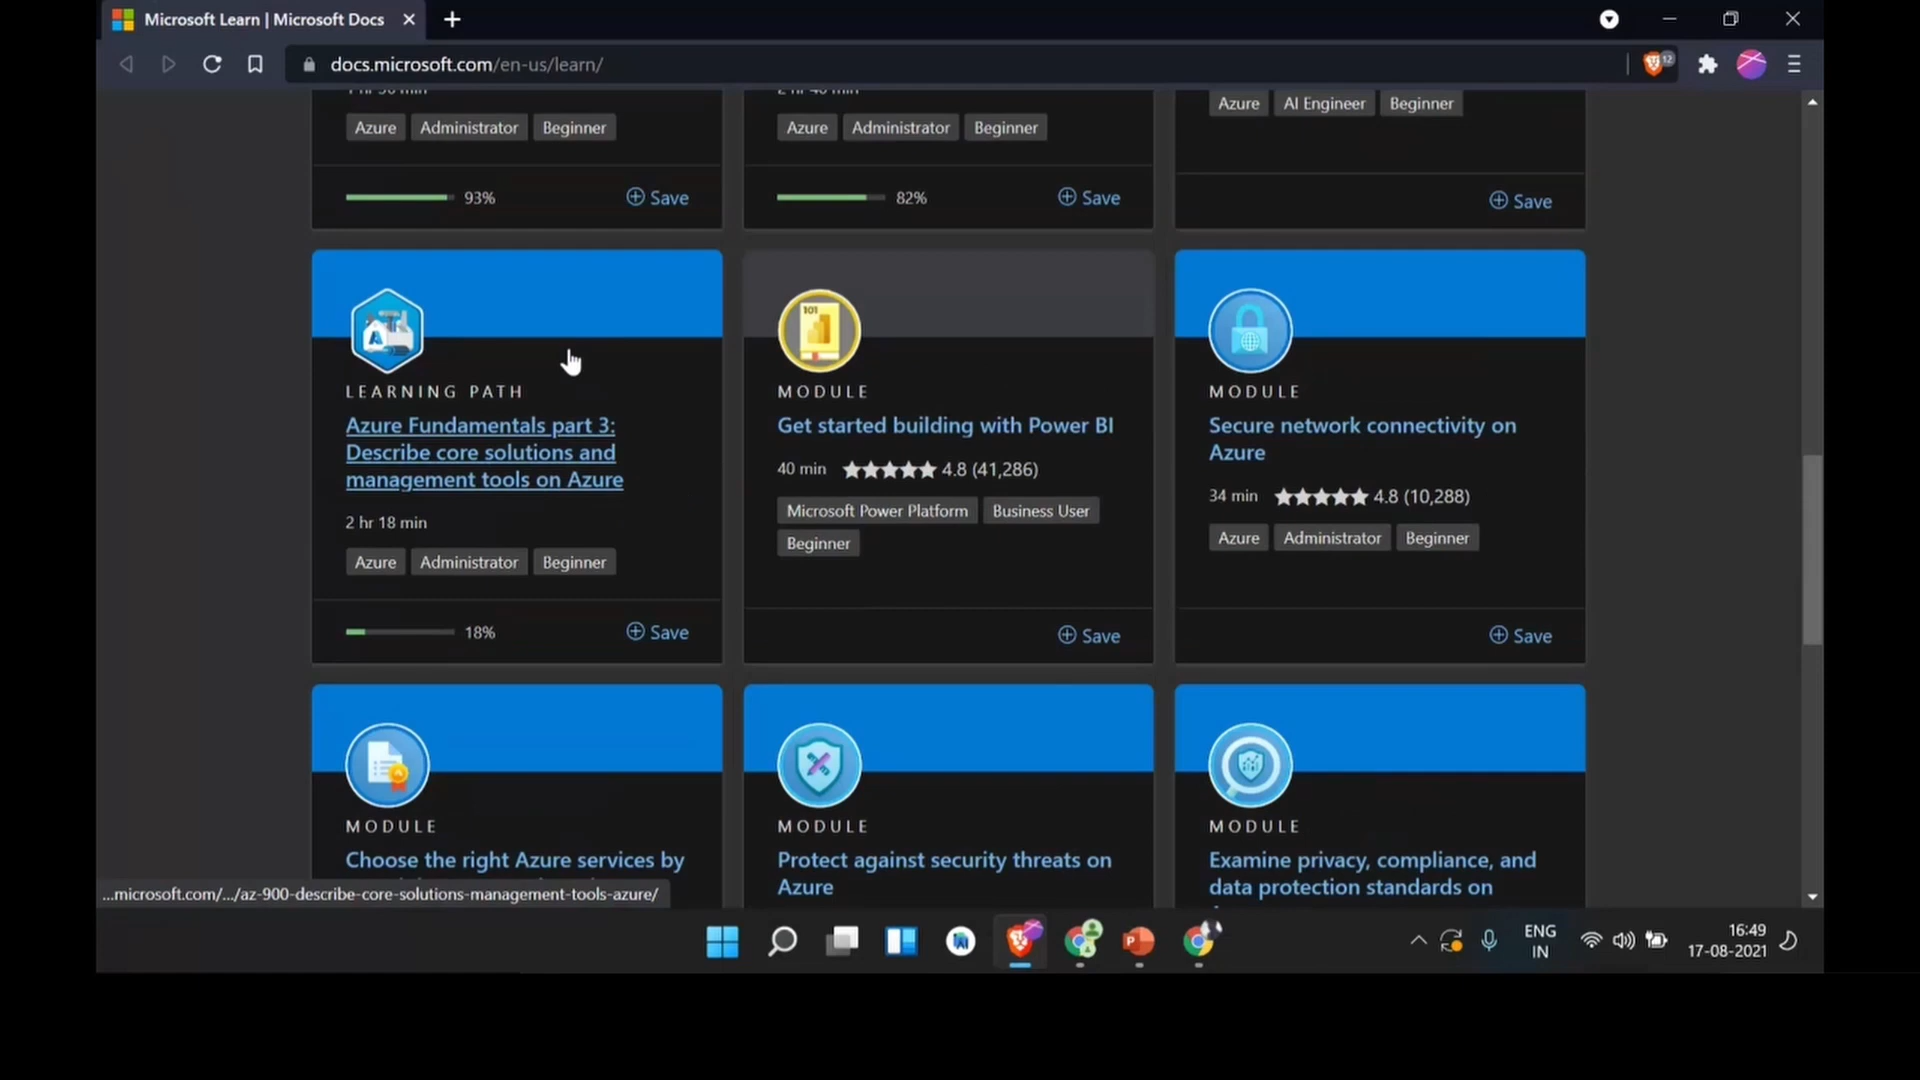 Microsoft Learn | Microsoft Docs
docs.microsoft.com/en-us/learn/
12
Azure Administrator Beginner
93% Save
Azure Administrator Beginner
82% Save
Azure AI Engineer Beginner
Save
LEARNING PATH
Azure Fundamentals part 3:
Describe core solutions and
management tools on Azure
2 hr 18 min
Azure Administrator Beginner
18% Save
101
MODULE
Get started building with Power BI
40 min 4.8 (41,286)
Microsoft Power Platform Business User
Beginner
Save
MODULE
Secure network connectivity on
Azure
34 min 4.8 (10,288)
Azure Administrator Beginner
Save
MODULE
Choose the right Azure services by
MODULE
Protect against security threats on
Azure
MODULE
Examine privacy, compliance, and
data protection standards on
...microsoft.com/.../az-900-describe-core-solutions-management-tools-azure/
ENG
IN
16:49
17-08-2021